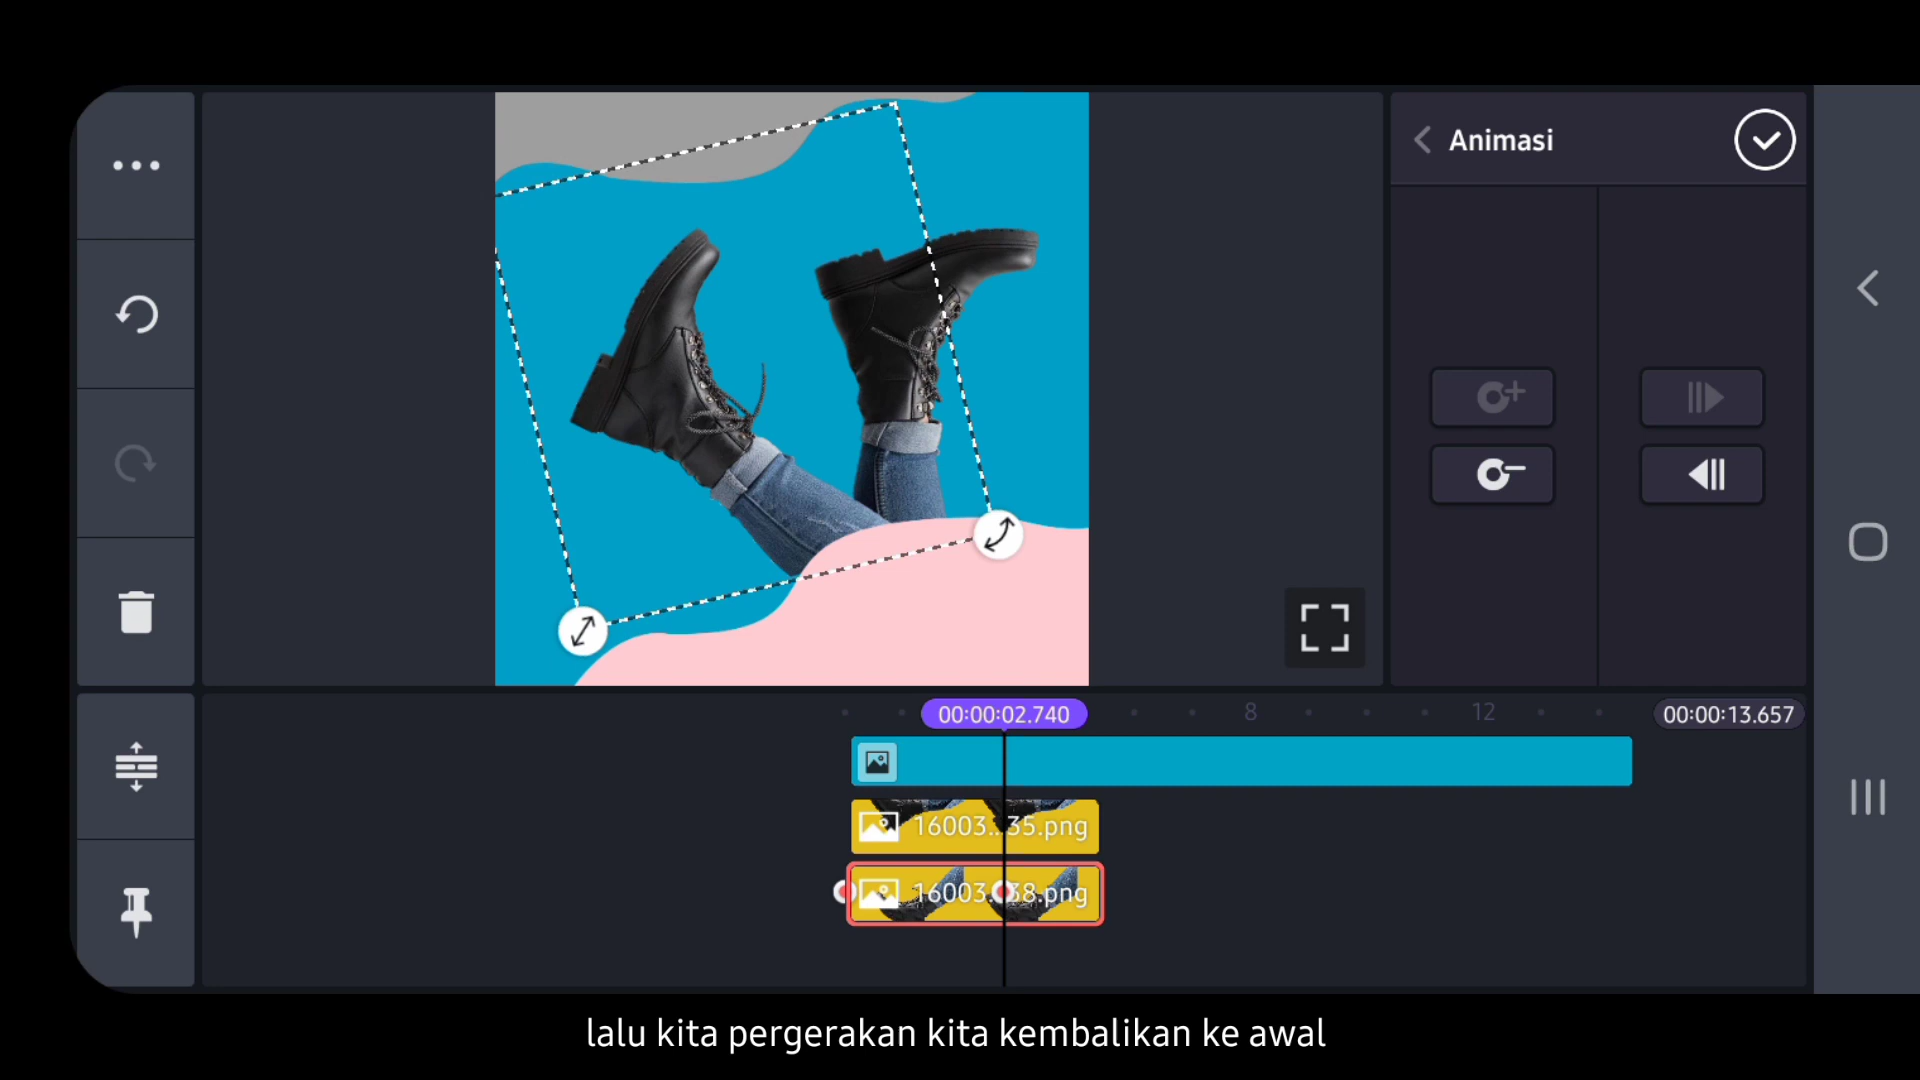 Animasi
00:00:02.740
8
12
00:00:13.657
16003...35.png
16003...38.png
lalu kita pergerakan kita kembalikan ke awal